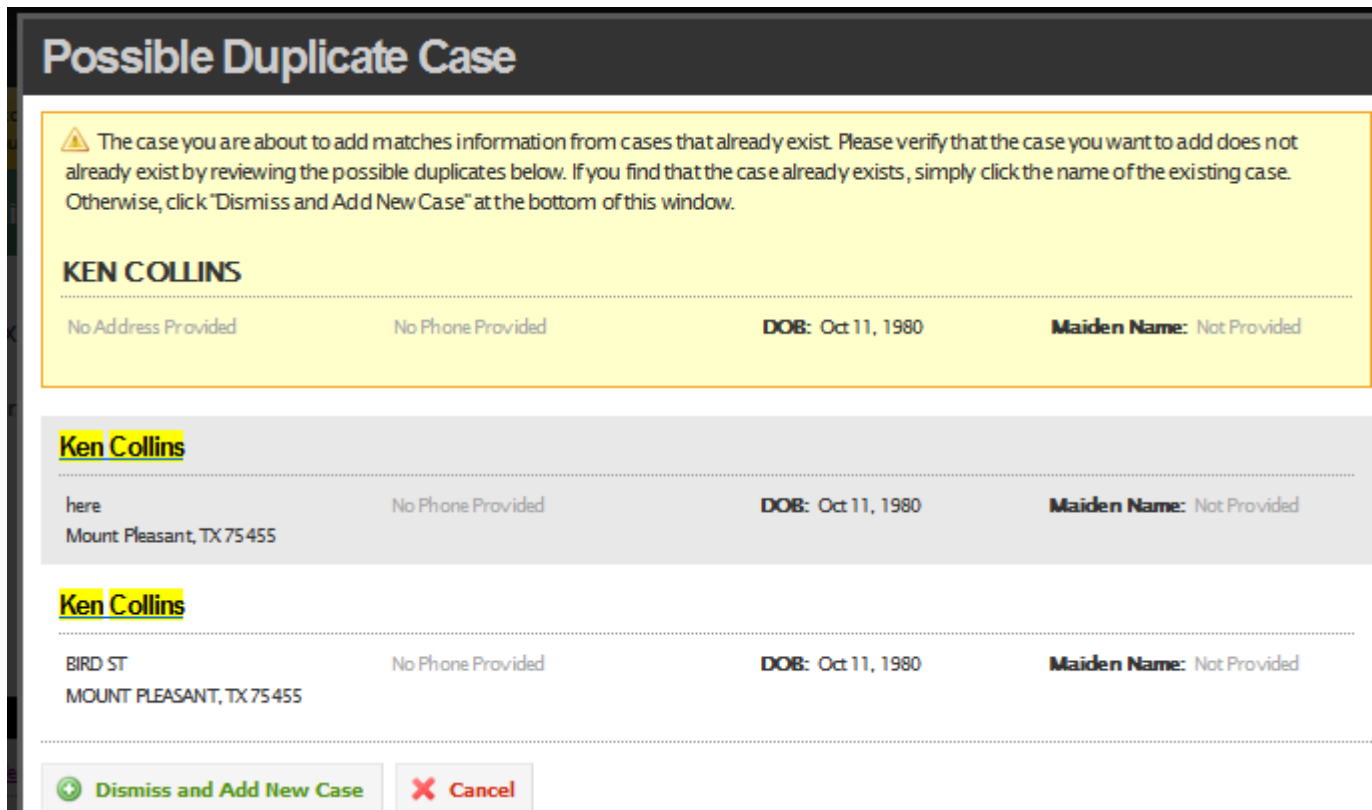 Possible Duplicate Case
The case you are about to add matches information from cases that already exist. Please verify that the case you want to add does not
already exist by reviewing the possible duplicates below. If you find that the case already exists, simply click the name of the existing case.
Otherwise, click "Dismiss and Add New Case" at the bottom of this window.
KEN COLLINS
No Address Provided No Phone Provided DOB: Oct 11, 1980 Maiden Name: Not Provided
Ken Collins
here No Phone Provided DOB: Oct 11, 1980 Maiden Name: Not Provided
Mount Pleasant, TX 75455
Ken Collins
BIRD ST No Phone Provided DOB: Oct 11, 1980 Maiden Name: Not Provided
MOUNT PLEASANT, TX 75455
Dismiss and Add New Case Cancel